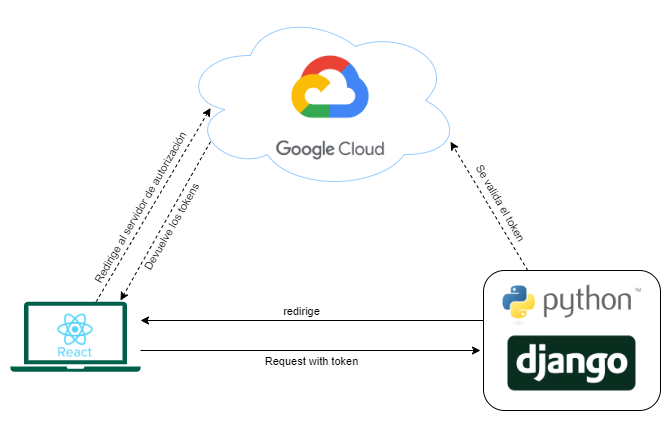 Google Cloud
Redirige al servidor de autorización
Devuelve los tokens
Se valida el token
redirige
Request with token
React
python™
django